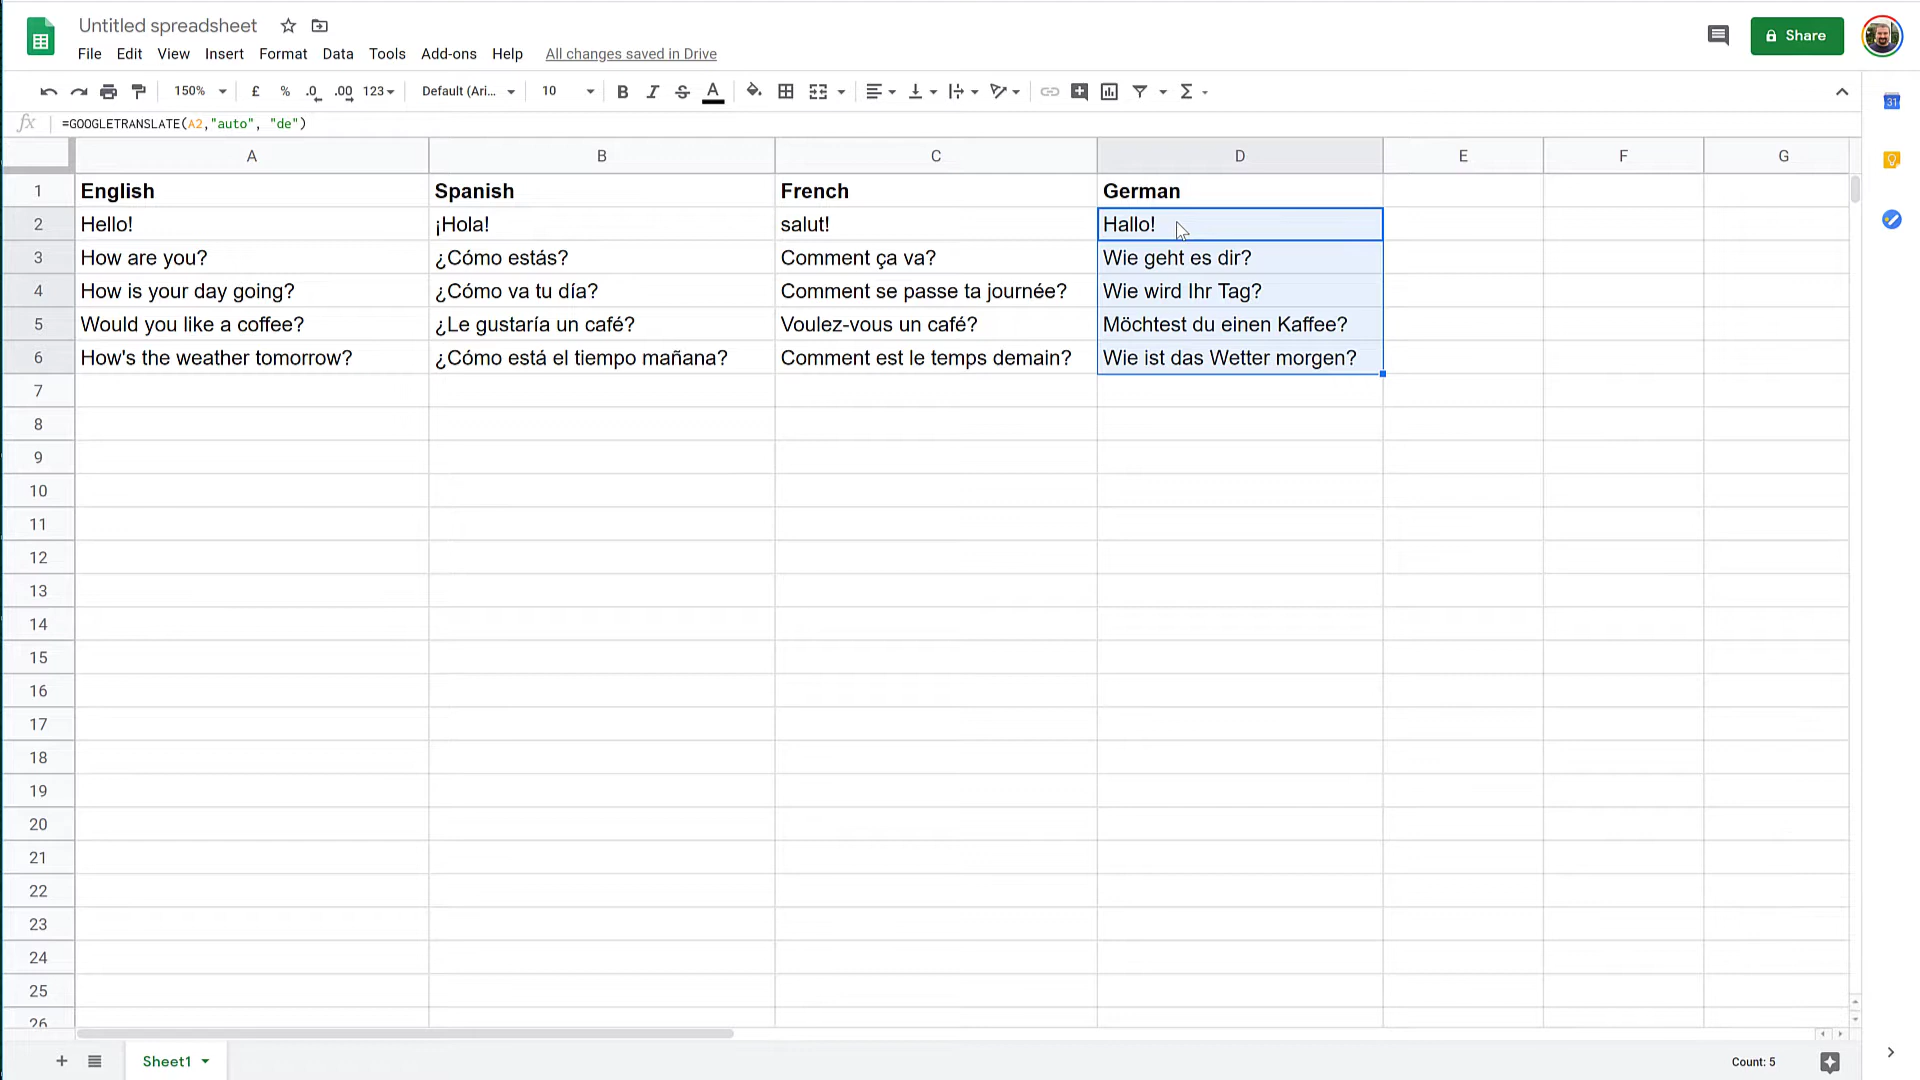 Untitled spreadsheet
File Edit View Insert Format Data Tools Add-ons Help All changes saved in Drive
Share
150% £ % .0 .00 123 Default (Ari... 10 B I S A Σ
31
fx =GOOGLETRANSLATE(A2,"auto", "de")
A B C D E F G
1 English Spanish French German
2 Hello! ¡Hola! salut! Hallo!
3 How are you? ¿Cómo estás? Comment ça va? Wie geht es dir?
4 How is your day going? ¿Cómo va tu día? Comment se passe ta journée? Wie wird Ihr Tag?
5 Would you like a coffee? ¿Le gustaría un café? Voulez-vous un café? Möchtest du einen Kaffee?
6 How's the weather tomorrow? ¿Cómo está el tiempo mañana? Comment est le temps demain? Wie ist das Wetter morgen?
7
8
9
10
11
12
13
14
15
16
17
18
19
20
21
22
23
24
25
26
Sheet1 Count: 5